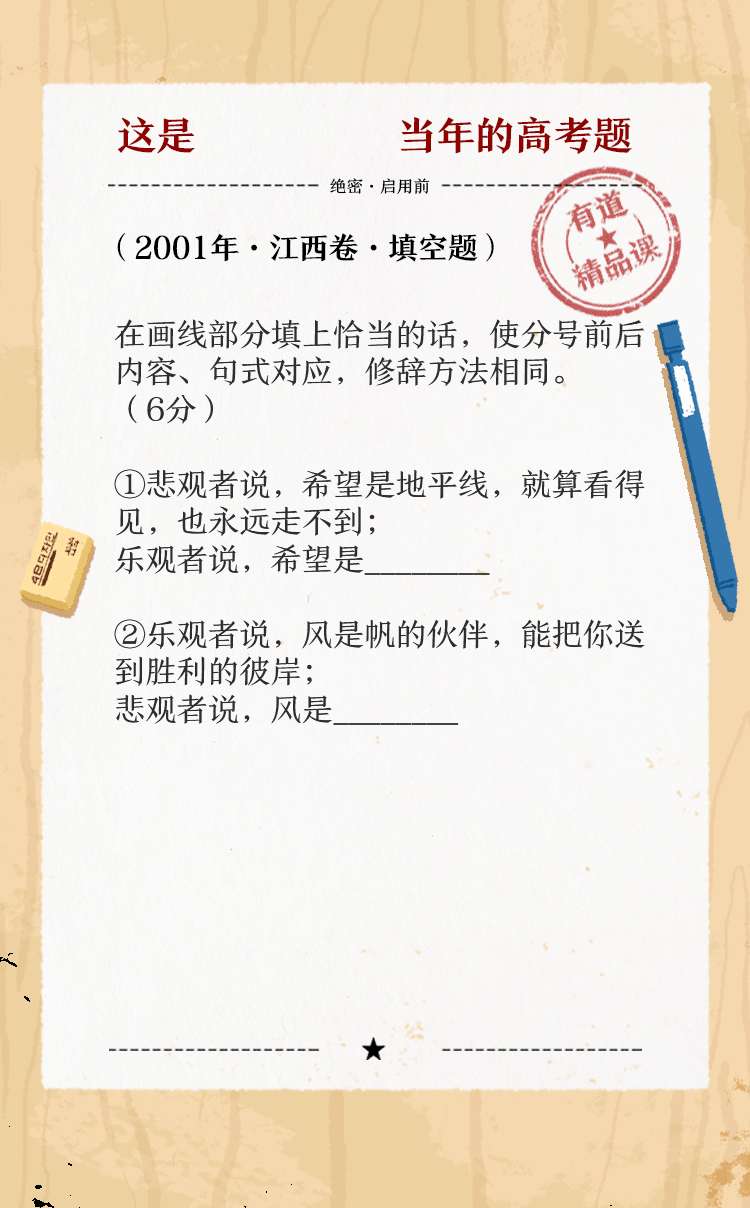 这是 当年的高考题
绝密·启用前
有道
精品课
(2001年·江西卷·填空题)
在画线部分填上恰当的话，使分号前后
内容、句式对应，修辞方法相同。
（6分）
①悲观者说，希望是地平线，就算看得
见，也永远走不到；
乐观者说，希望是________
②乐观者说，风是帆的伙伴，能把你送
到胜利的彼岸；
悲观者说，风是________